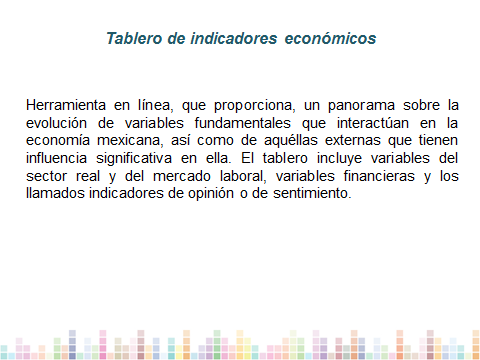 Tablero de indicadores económicos
Herramienta en línea, que proporciona, un panorama sobre la
evolución de variables fundamentales que interactúan en la
economía mexicana, así como de aquéllas externas que tienen
influencia significativa en ella. El tablero incluye variables del
sector real y del mercado laboral, variables financieras y los
llamados indicadores de opinión o de sentimiento.